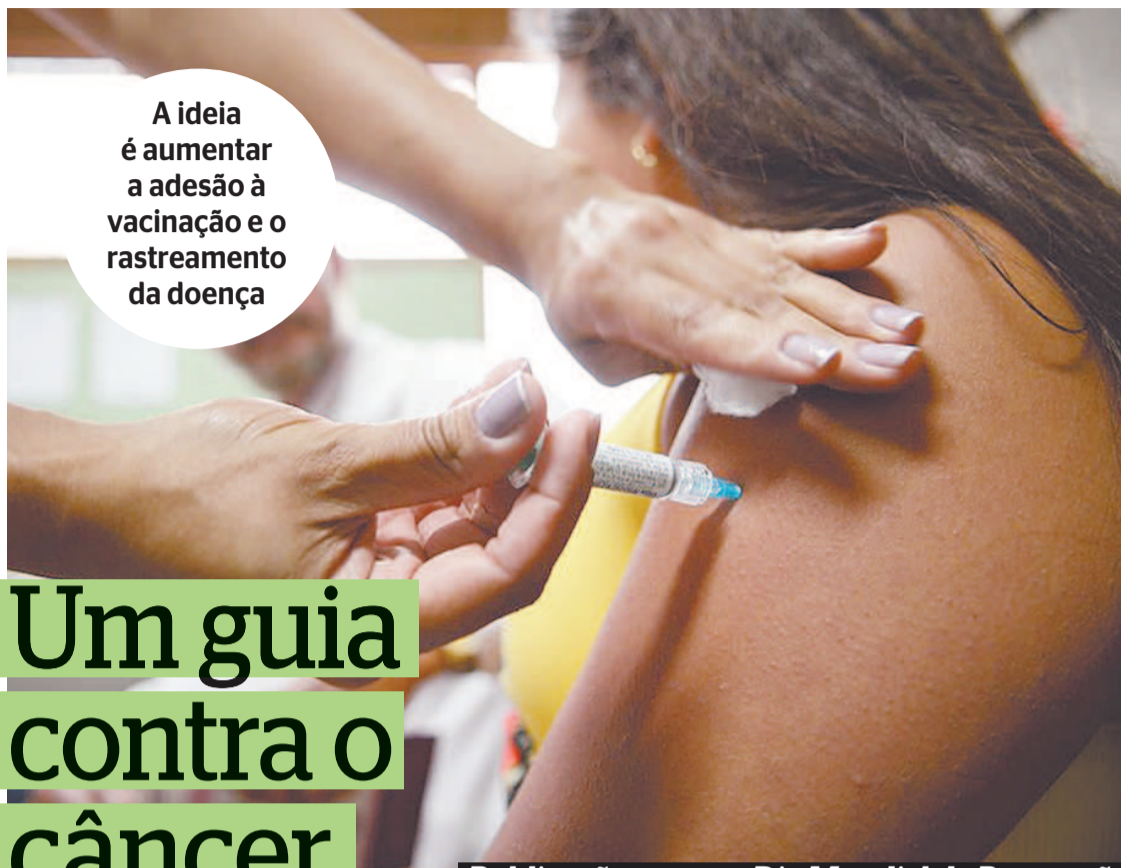 A ideia
é aumentar
a adesão à
vacinação e o
rastreamento
da doença
Um guia
contra o
câncer